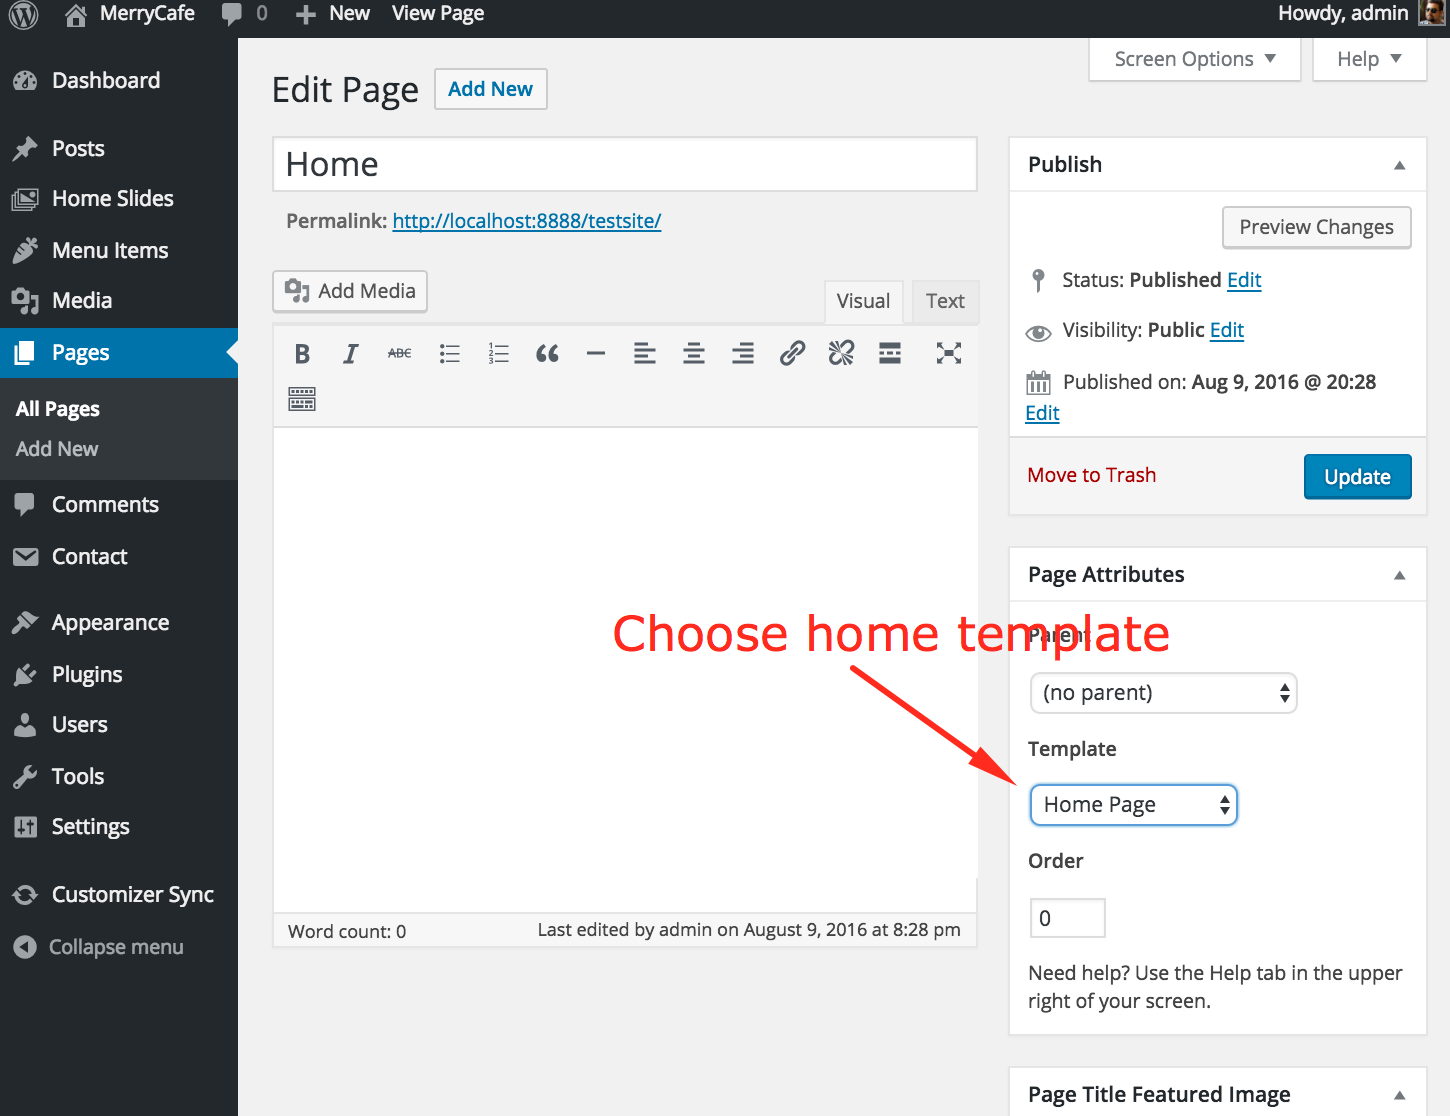 MerryCafe 0 New View Page Howdy, admin
Screen Options Help
Dashboard
Posts
Home Slides
Menu Items
Media
Pages
All Pages
Add New
Comments
Contact
Appearance
Plugins
Users
Tools
Settings
Customizer Sync
Collapse menu
Edit Page Add New
Home
Permalink: http://localhost:8888/testsite/
Add Media
Visual Text
B I ABC
Word count: 0 Last edited by admin on August 9, 2016 at 8:28 pm
Publish
Preview Changes
Status: Published Edit
Visibility: Public Edit
Published on: Aug 9, 2016 @ 20:28
Edit
Move to Trash Update
Page Attributes
Choose home template
Parent
(no parent)
Template
Home Page
Order
0
Need help? Use the Help tab in the upper
right of your screen.
Page Title Featured Image